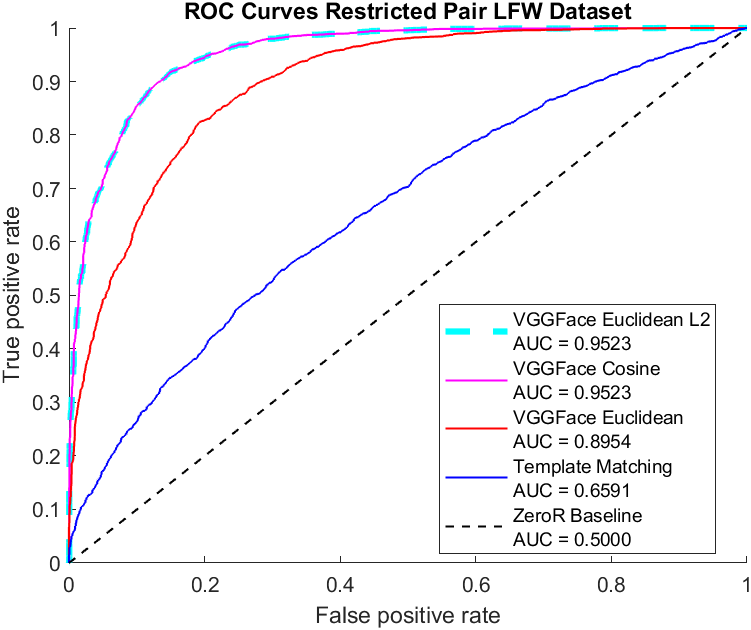 ROC Curves Restricted Pair LFW Dataset
1
0.9
0.8
0.7
0.6
0.5
0.4
0.3
0.2
0.1
0
True positive rate
VGGFace Euclidean L2
AUC = 0.9523
VGGFace Cosine
AUC = 0.9523
VGGFace Euclidean
AUC = 0.8954
Template Matching
AUC = 0.6591
ZeroR Baseline
AUC = 0.5000
0 0.2 0.4 0.6 0.8 1
False positive rate